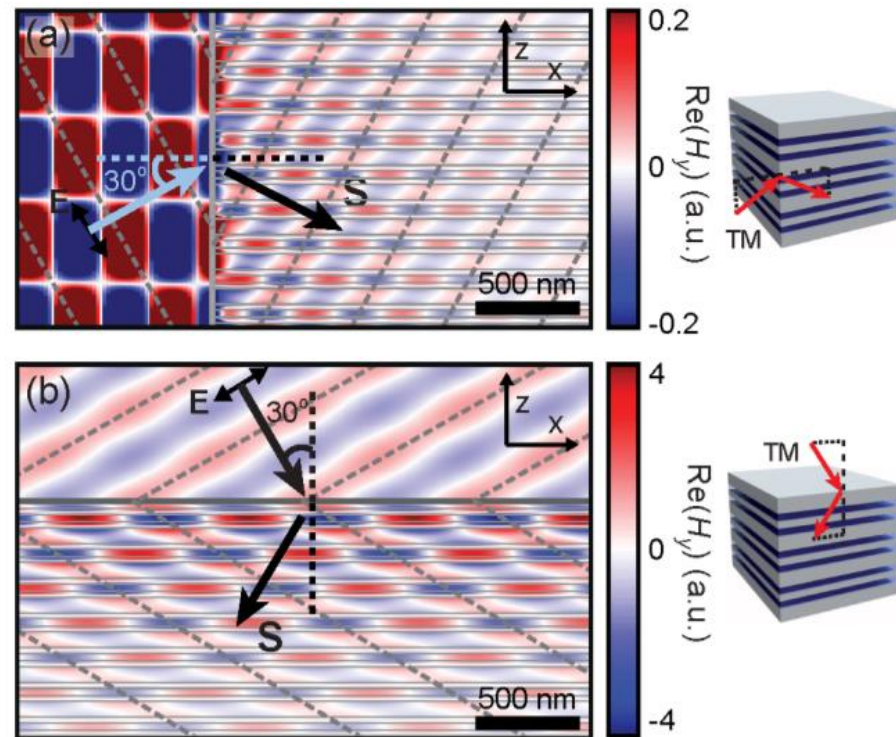 (a)
z
x
30°
E
S
500 nm
0.2
0
-0.2
Re(Hy) (a.u.)
TM
(b)
E
30°
z
x
S
500 nm
4
0
-4
Re(Hy) (a.u.)
TM